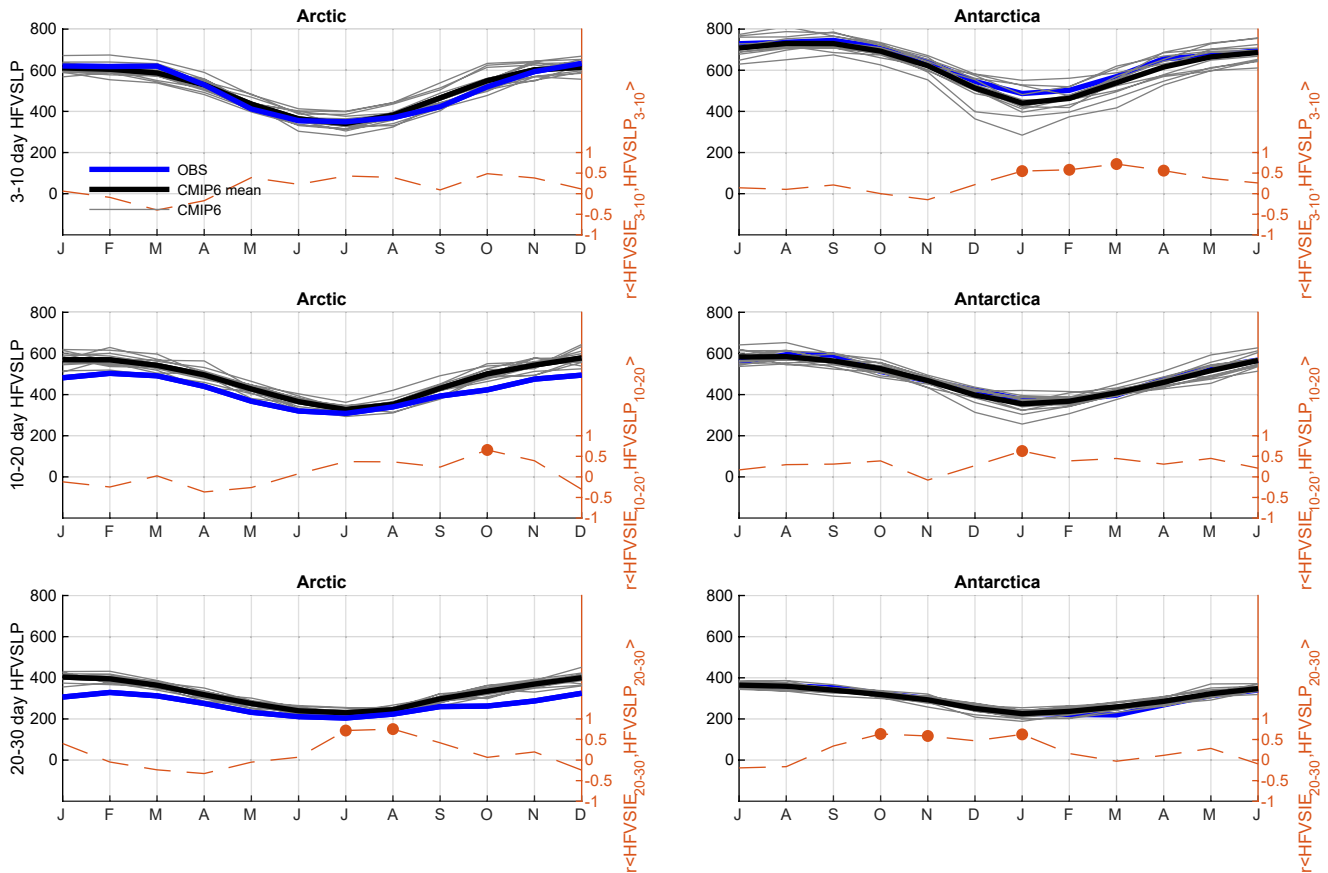 Arctic
Antarctica
3-10 day HFVSLP
800
600
400
200
0
OBS
CMIP6 mean
CMIP6
1
0.5
0
-0.5
-1
r<HFVSIE3-10,HFVSLP3-10>
J F M A M J J A S O N D
800
600
400
200
0
1
0.5
0
-0.5
-1
r<HFVSIE3-10,HFVSLP3-10>
J A S O N D J F M A M J
Arctic
Antarctica
10-20 day HFVSLP
800
600
400
200
0
1
0.5
0
-0.5
-1
r<HFVSIE10-20,HFVSLP10-20>
J F M A M J J A S O N D
800
600
400
200
0
1
0.5
0
-0.5
-1
r<HFVSIE10-20,HFVSLP10-20>
J A S O N D J F M A M J
Arctic
Antarctica
20-30 day HFVSLP
800
600
400
200
0
1
0.5
0
-0.5
-1
r<HFVSIE20-30,HFVSLP20-30>
J F M A M J J A S O N D
800
600
400
200
0
1
0.5
0
-0.5
-1
r<HFVSIE20-30,HFVSLP20-30>
J A S O N D J F M A M J